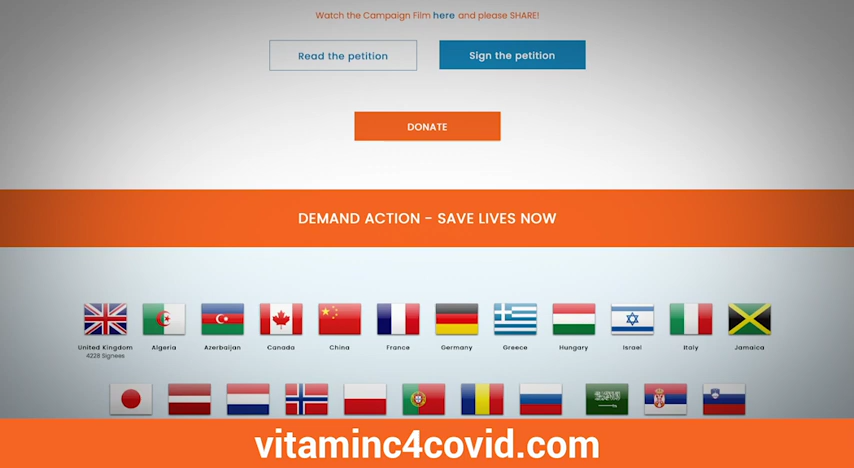 Watch the Campaign Film here and please SHARE!
Read the petition
Sign the petition
DONATE
DEMAND ACTION - SAVE LIVES NOW
United Kingdom
4228 Signees
Algeria
Azerbaijan
Canada
China
France
Germany
Greece
Hungary
Israel
Italy
Jamaica
vitaminc4covid.com